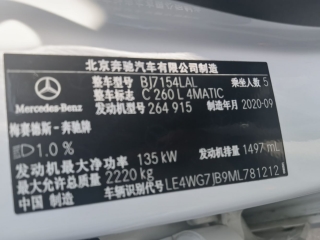 北京奔驰汽车有限公司制造
整车型号 BJ7154LAL 乘坐人数 5
整车名称 C 260 L 4MATIC
发动机型号 264 915 制造年月 2020-09
Mercedes-Benz
梅赛德斯-奔驰牌
1.0 %
发动机最大净功率 135 kW 发动机排量 1497 mL
最大允许总质量 2220 kg
中国 制造 车辆识别代号 LE4WG7JB9ML781212